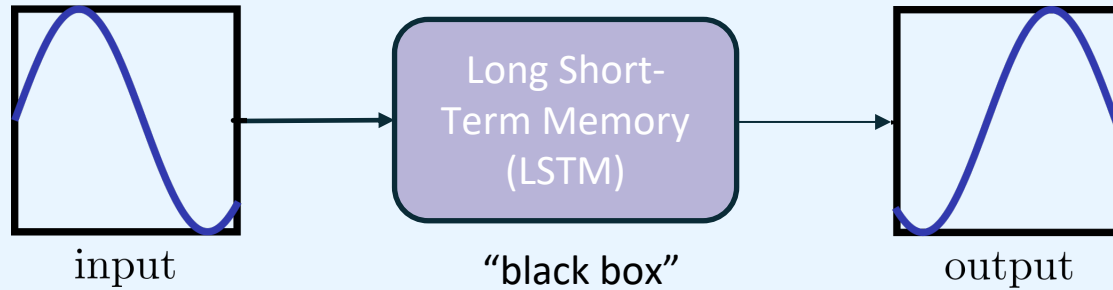 Long Short-
Term Memory
(LSTM)
input
“black box”
output